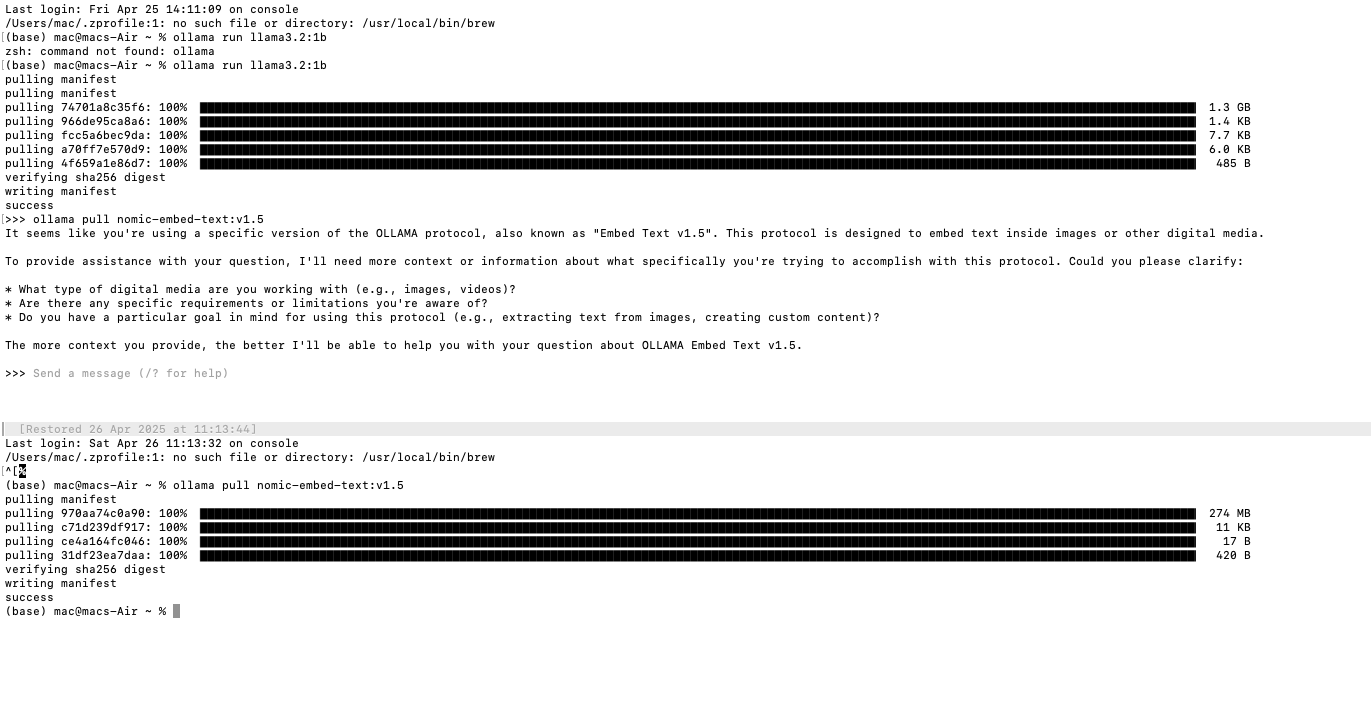 Last login: Fri Apr 25 14:11:09 on console
/Users/mac/.zprofile:1: no such file or directory: /usr/local/bin/brew
[(base) mac@macs-Air ~ % ollama run llama3.2:1b
zsh: command not found: ollama
[(base) mac@macs-Air ~ % ollama run llama3.2:1b
pulling manifest
pulling manifest
pulling 74701a8c35f6: 100% 1.3 GB
pulling 966de95ca8a6: 100% 1.4 KB
pulling fcc5a6bec9da: 100% 7.7 KB
pulling a70ff7e570d9: 100% 6.0 KB
pulling 4f659a1e86d7: 100% 485 B
verifying sha256 digest
writing manifest
success
[>>> ollama pull nomic-embed-text:v1.5
It seems like you're using a specific version of the OLLAMA protocol, also known as "Embed Text v1.5". This protocol is designed to embed text inside images or other digital media.
To provide assistance with your question, I'll need more context or information about what specifically you're trying to accomplish with this protocol. Could you please clarify:
* What type of digital media are you working with (e.g., images, videos)?
* Are there any specific requirements or limitations you're aware of?
* Do you have a particular goal in mind for using this protocol (e.g., extracting text from images, creating custom content)?
The more context you provide, the better I'll be able to help you with your question about OLLAMA Embed Text v1.5.
>>> Send a message (/? for help)
[Restored 26 Apr 2025 at 11:13:44]
Last login: Sat Apr 26 11:13:32 on console
/Users/mac/.zprofile:1: no such file or directory: /usr/local/bin/brew
[^[%
(base) mac@macs-Air ~ % ollama pull nomic-embed-text:v1.5
pulling manifest
pulling 970aa74c0a90: 100% 274 MB
pulling c71d239df917: 100% 11 KB
pulling ce4a164fc046: 100% 17 B
pulling 31df23ea7daa: 100% 420 B
verifying sha256 digest
writing manifest
success
(base) mac@macs-Air ~ %